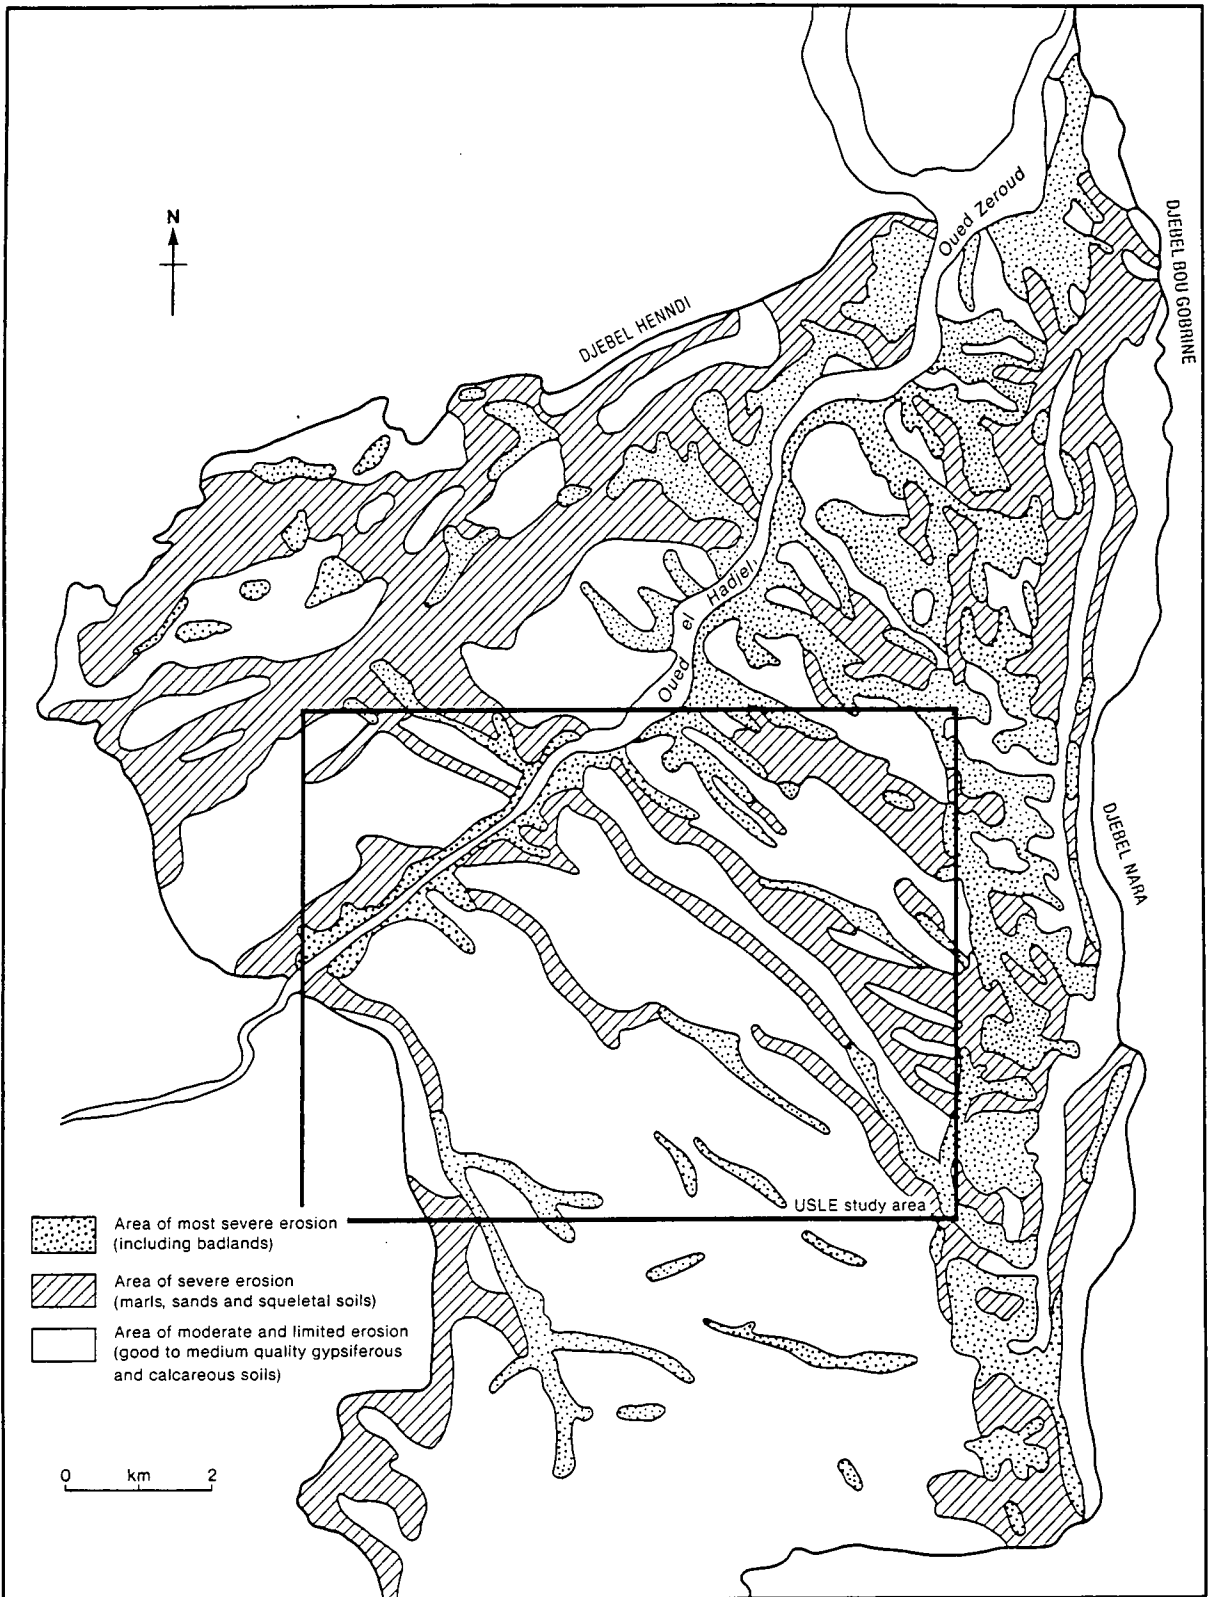 N
Oued Zeroud
DJEBEL BOU GOBRINE
DJEBEL HENNDI
Oued el Hadjel
DJEBEL NARA
USLE study area
Area of most severe erosion
(including badlands)
Area of severe erosion
(marls, sands and squeletal soils)
Area of moderate and limited erosion
(good to medium quality gypsiferous
and calcareous soils)
0 km 2